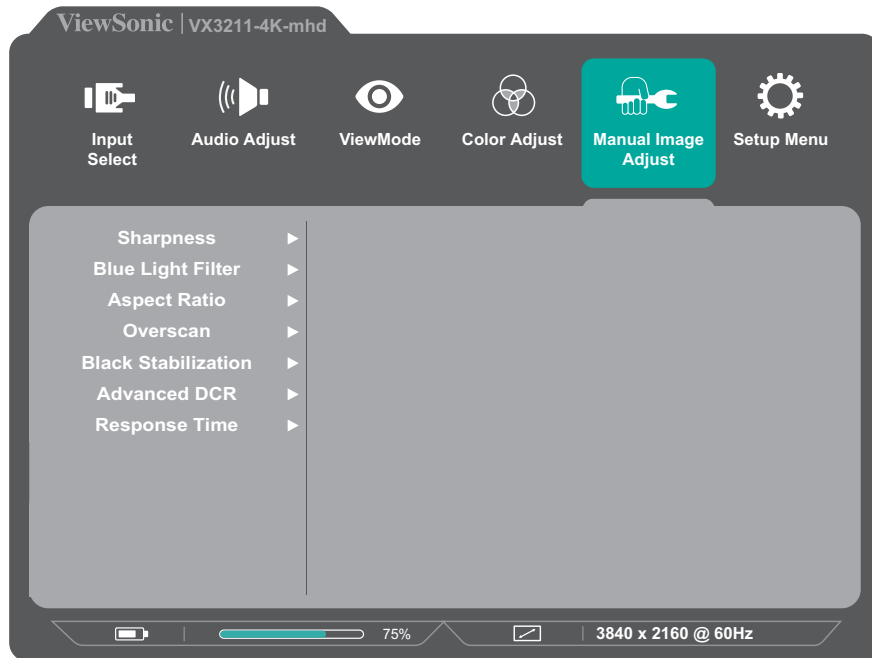 ViewSonic | VX3211-4K-mhd
Input
Select
Audio Adjust
ViewMode
Color Adjust
Manual Image
Adjust
Setup Menu
Sharpness
Blue Light Filter
Aspect Ratio
Overscan
Black Stabilization
Advanced DCR
Response Time
75%
3840 x 2160 @ 60Hz